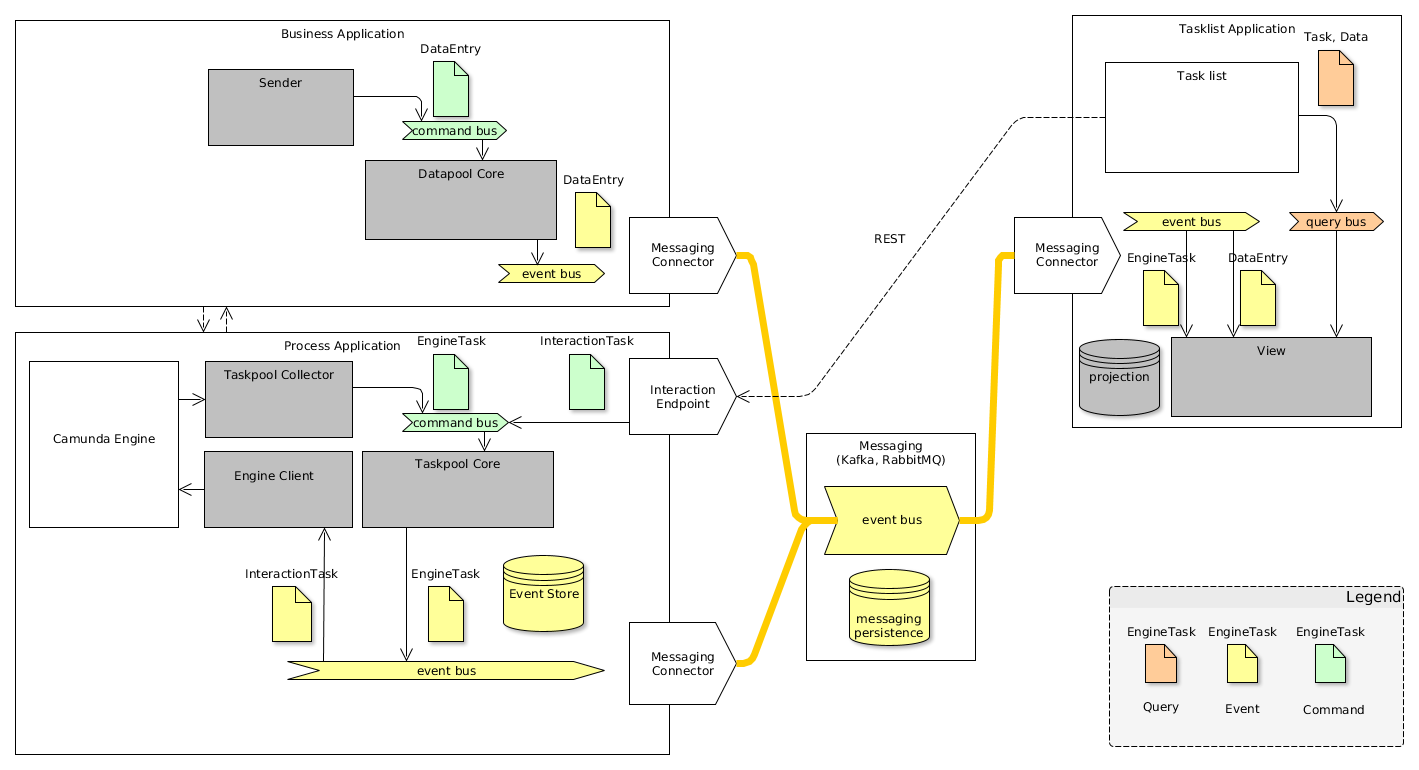 Business Application
DataEntry
Sender
command bus
Datapool Core
DataEntry
event bus
Messaging
Connector
Process Application
EngineTask
InteractionTask
Camunda Engine
Taskpool Collector
command bus
Interaction
Endpoint
Engine Client
Taskpool Core
InteractionTask
EngineTask
Event Store
event bus
Messaging
Connector
REST
Messaging
(Kafka, RabbitMQ)
event bus
messaging
persistence
Tasklist Application
Task, Data
Task list
event bus
query bus
Messaging
Connector
EngineTask
DataEntry
projection
View
Legend
EngineTask
EngineTask
EngineTask
Query
Event
Command